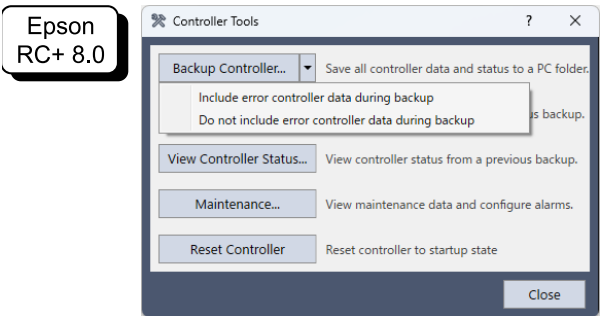 Epson
RC+ 8.0
Controller Tools
?
Backup Controller...
Save all controller data and status to a PC folder.
Include error controller data during backup
Do not include error controller data during backup
backup.
View Controller Status...
View controller status from a previous backup.
Maintenance...
View maintenance data and configure alarms.
Reset Controller
Reset controller to startup state
Close